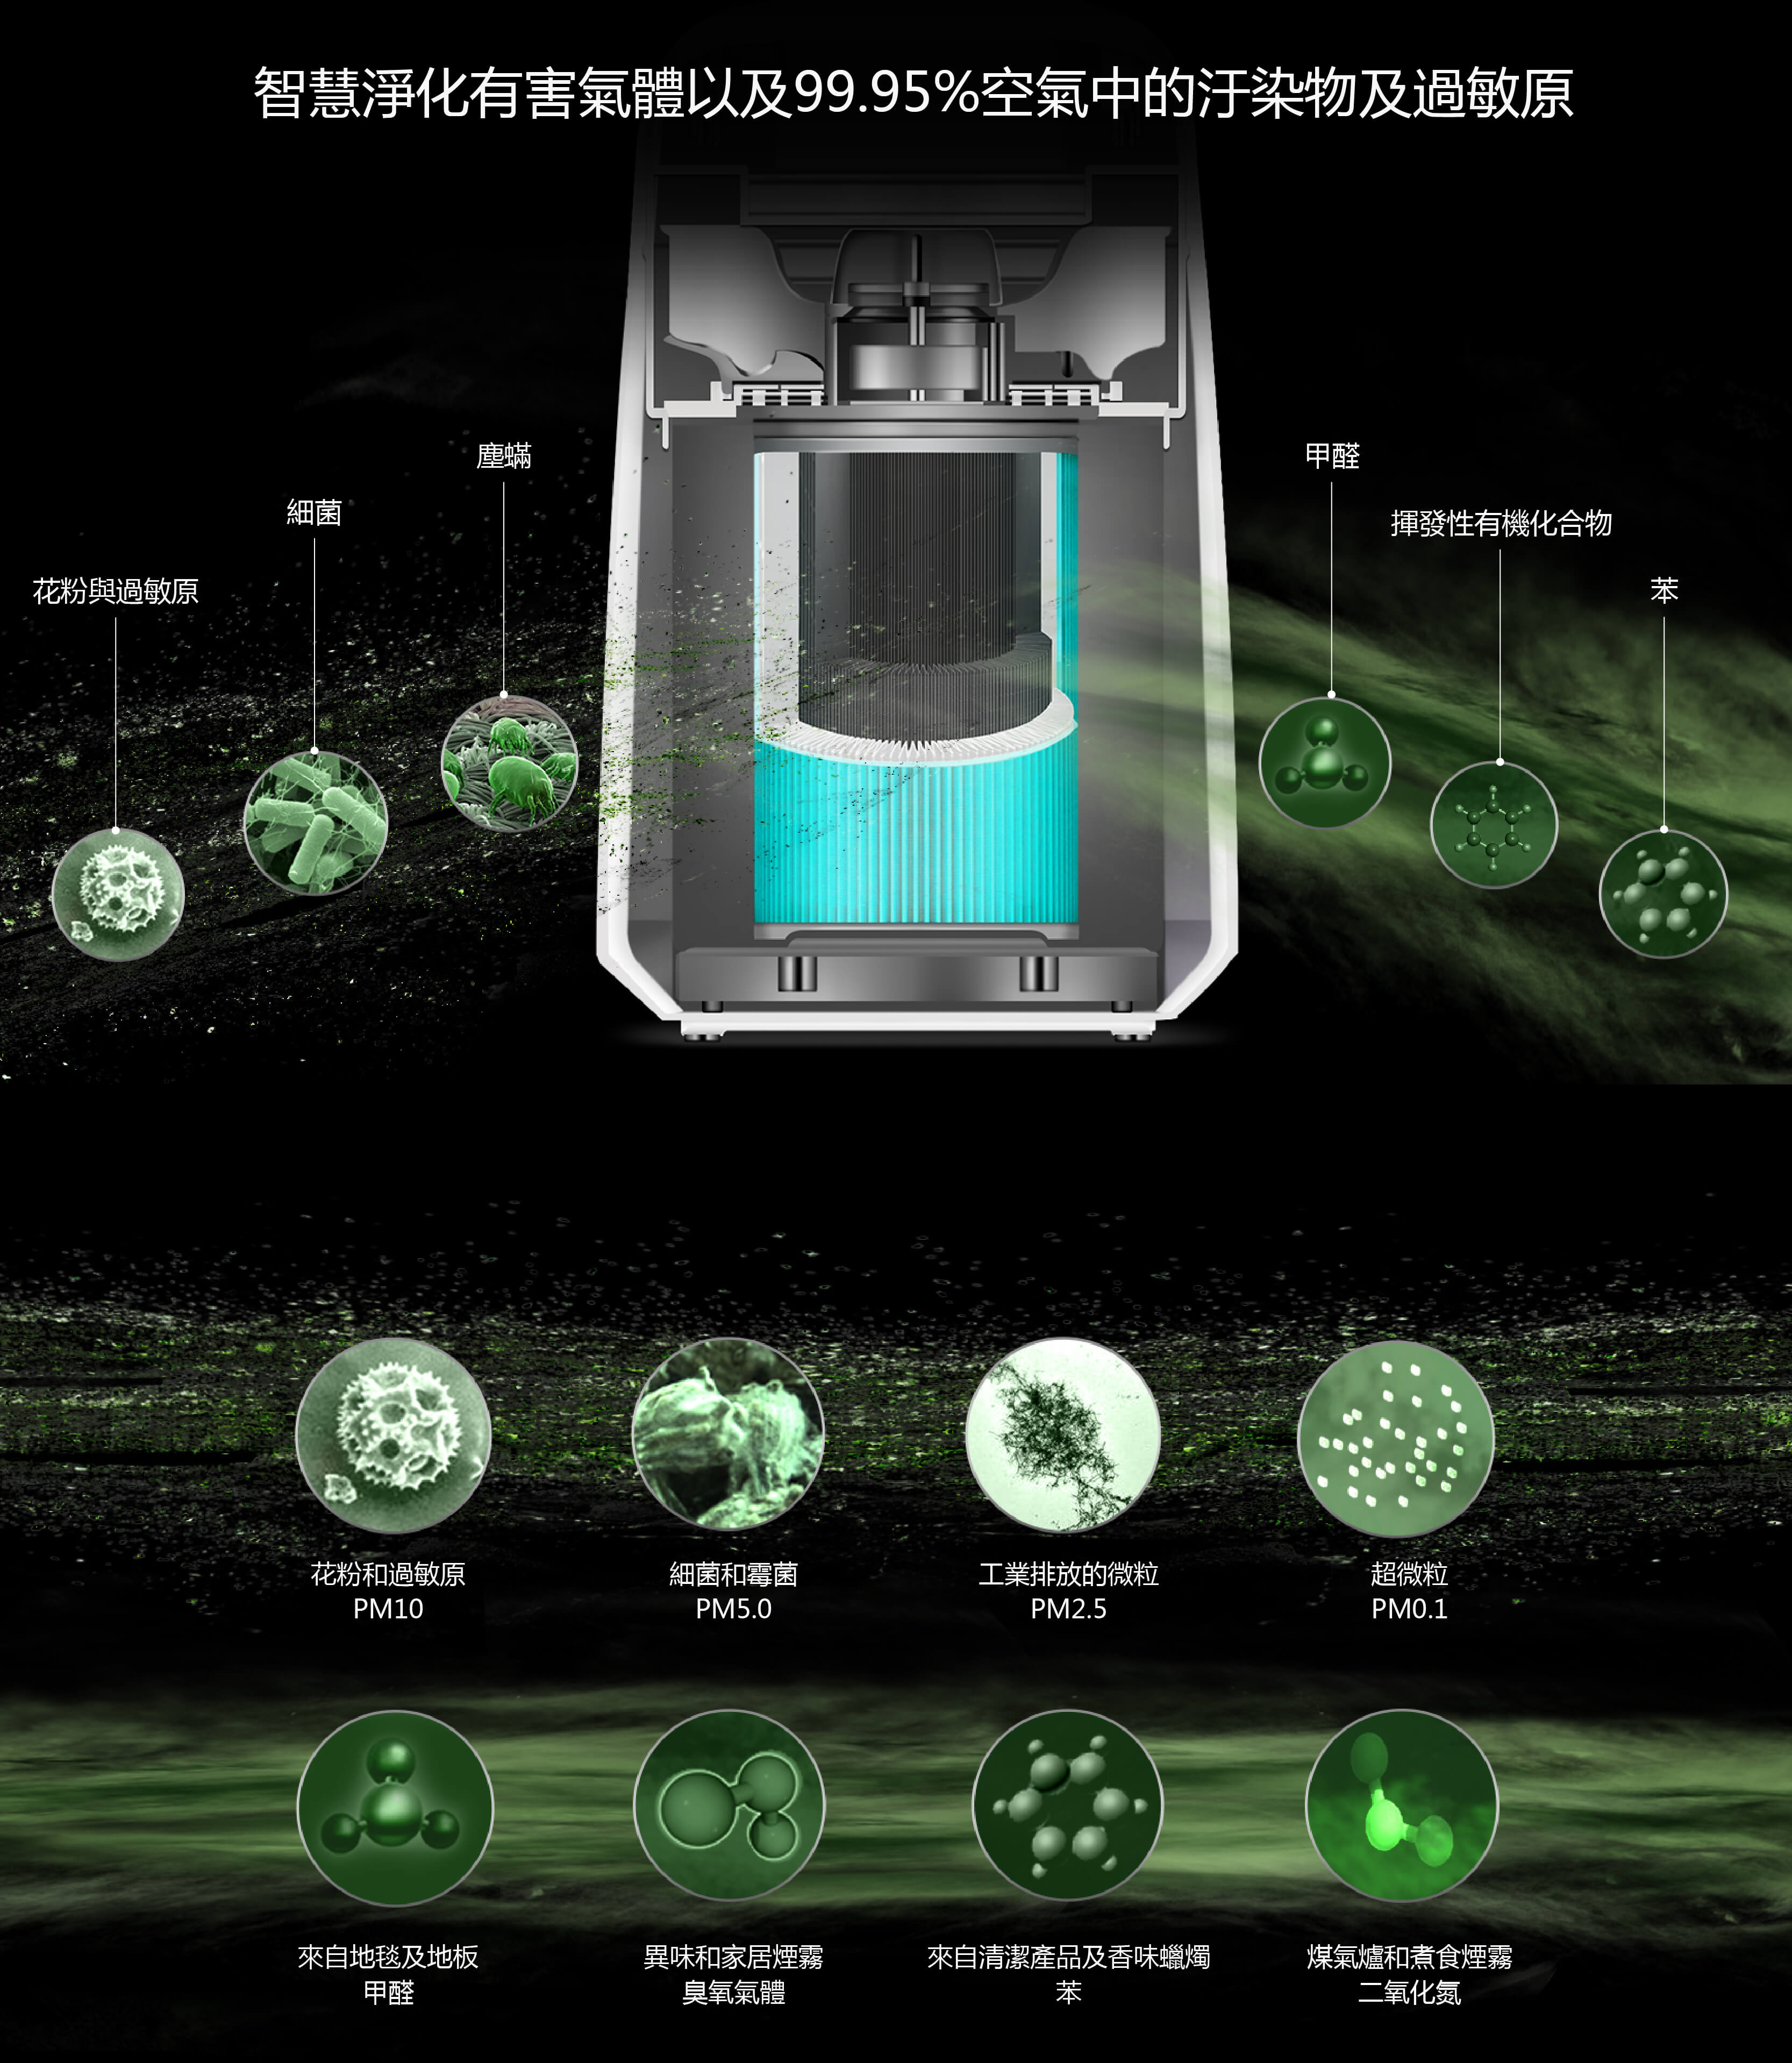 智慧淨化有害氣體以及99.95%空氣中的汙染物及過敏原
塵蟎
甲醛
細菌
揮發性有機化合物
花粉與過敏原
苯
花粉和過敏原
PM10
細菌和霉菌
PM5.0
工業排放的微粒
PM2.5
超微粒
PM0.1
來自地毯及地板
甲醛
異味和家居煙霧
臭氧氣體
來自清潔產品及香味蠟燭
苯
煤氣爐和煮食煙霧
二氧化氮